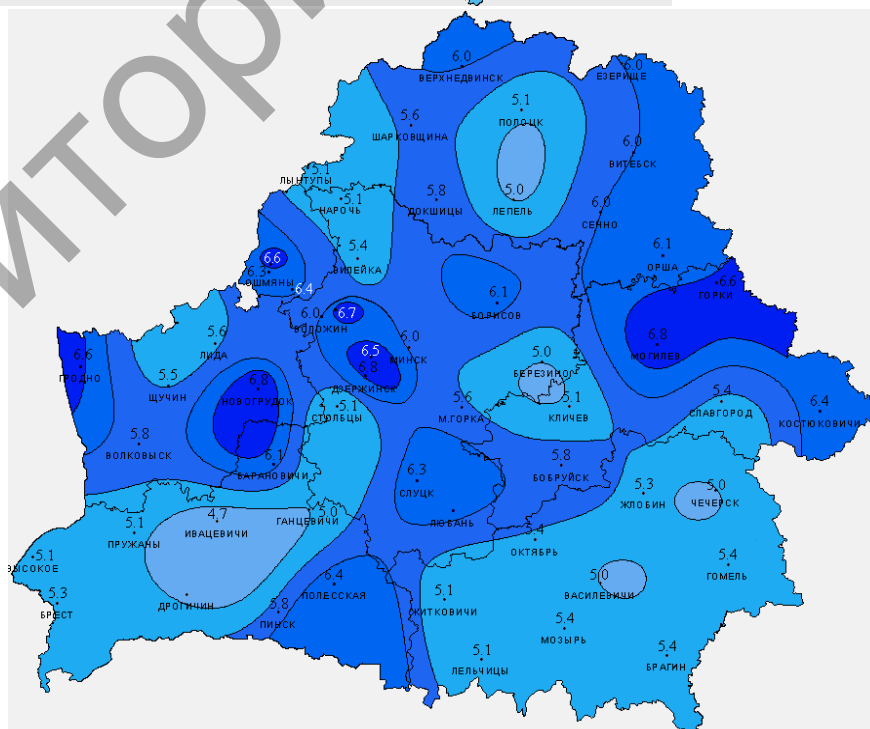 итори
6.0
ВЕРХНЕДВИНСК
6.0
ЕЗЕРИЩЕ
5.1
ПОЛОЦК
5.6
ШАРКОВЩИНА
6.0
ВИТЕБСК
5.1
ЛЫНТУПЫ
5.1
НАРОЧЬ
5.8
ДОКШИЦЫ
5.0
ЛЕПЕЛЬ
6.0
СЕННО
5.4
ВИЛЕЙКА
6.1
ОРША
6.6
6.3
ОШМЯНЫ
6.4
6.6
ГОРКИ
6.1
БОРИСОВ
6.0
ВОЛОЖИН
6.7
6.8
МОГИЛЕВ
5.6
ЛИДА
6.0
МИНСК
6.5
6.8
ДЗЕРЖИНСК
5.0
БЕРЕЗИНО
6.6
ГРОДНО
5.5
ЩУЧИН
6.8
НОВОГРУДОК
5.1
СТОЛБЦЫ
5.6
М.ГОРКА
5.1
КЛИЧЕВ
5.4
СЛАВГОРОД
6.4
КОСТЮКОВИЧИ
5.8
ВОЛКОВЫСК
6.1
БАРАНОВИЧИ
6.3
СЛУЦК
5.8
БОБРУЙСК
5.3
ЖЛОБИН
5.0
ЧЕЧЕРСК
5.1
ПРУЖАНЫ
4.7
ИВАЦЕВИЧИ
5.0
ГАНЦЕВИЧИ
ЛЮБАНЬ
5.4
ОКТЯБРЬ
5.1
ВЫСОКОЕ
5.4
ГОМЕЛЬ
5.3
БРЕСТ
ДРОГИЧИН
5.8
ПИНСК
6.4
ПОЛЕССКАЯ
5.1
ЖИТКОВИЧИ
5.0
ВАСИЛЕВИЧИ
5.4
МОЗЫРЬ
5.1
ЛЕЛЬЧИЦЫ
5.4
БРАГИН